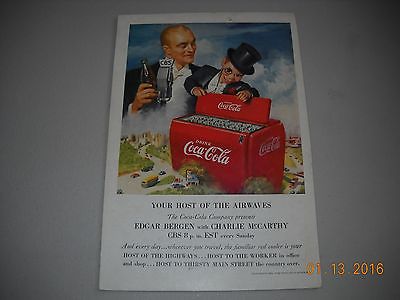 CBS
Coca-Cola
DRINK
Coca-Cola
YOUR HOST OF THE AIRWAVES
The Coca-Cola Company presents
EDGAR BERGEN with CHARLIE McCARTHY
CBS 8 p. m. EST every Sunday
And every day...wherever you travel, the familiar red cooler is your
HOST OF THE HIGHWAYS... HOST TO THE WORKER in office
and shop... HOST TO THIRSTY MAIN STREET the country over.
01.13.2016